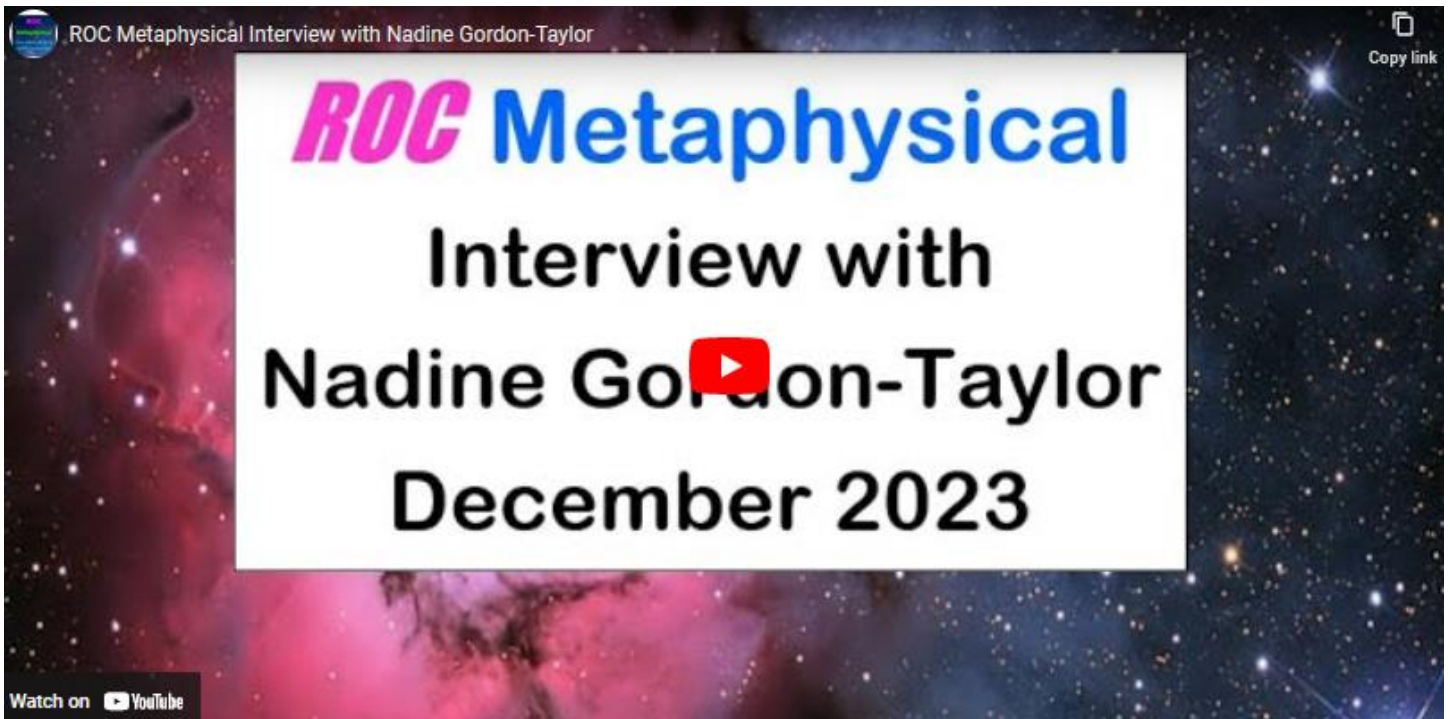 ROC Metaphysical Interview with Nadine Gordon-Taylor
Copy link
ROC Metaphysical
Interview with
Nadine Gordon-Taylor
December 2023
Watch on YouTube